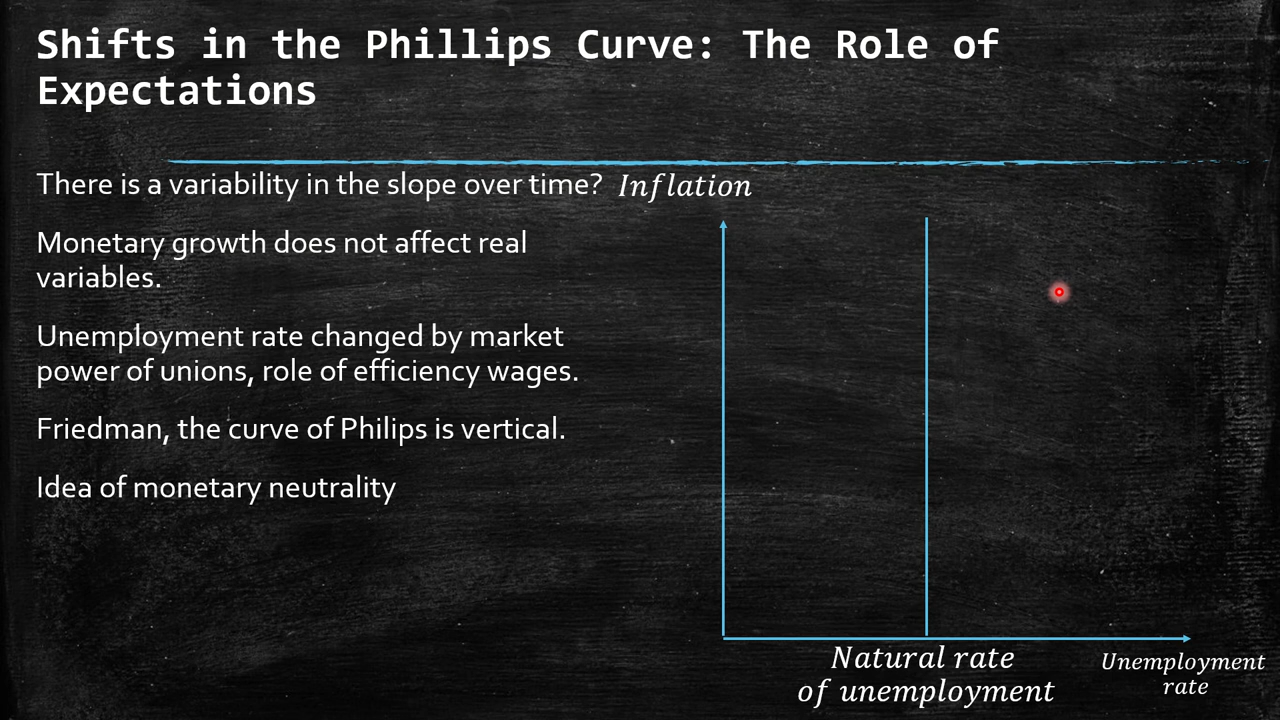 Shifts in the Phillips Curve: The Role of
Expectations
There is a variability in the slope over time?
Monetary growth does not affect real
variables.
Unemployment rate changed by market
power of unions, role of efficiency wages.
Friedman, the curve of Philips is vertical.
Idea of monetary neutrality
Inflation
Natural rate
of unemployment
Unemployment
rate